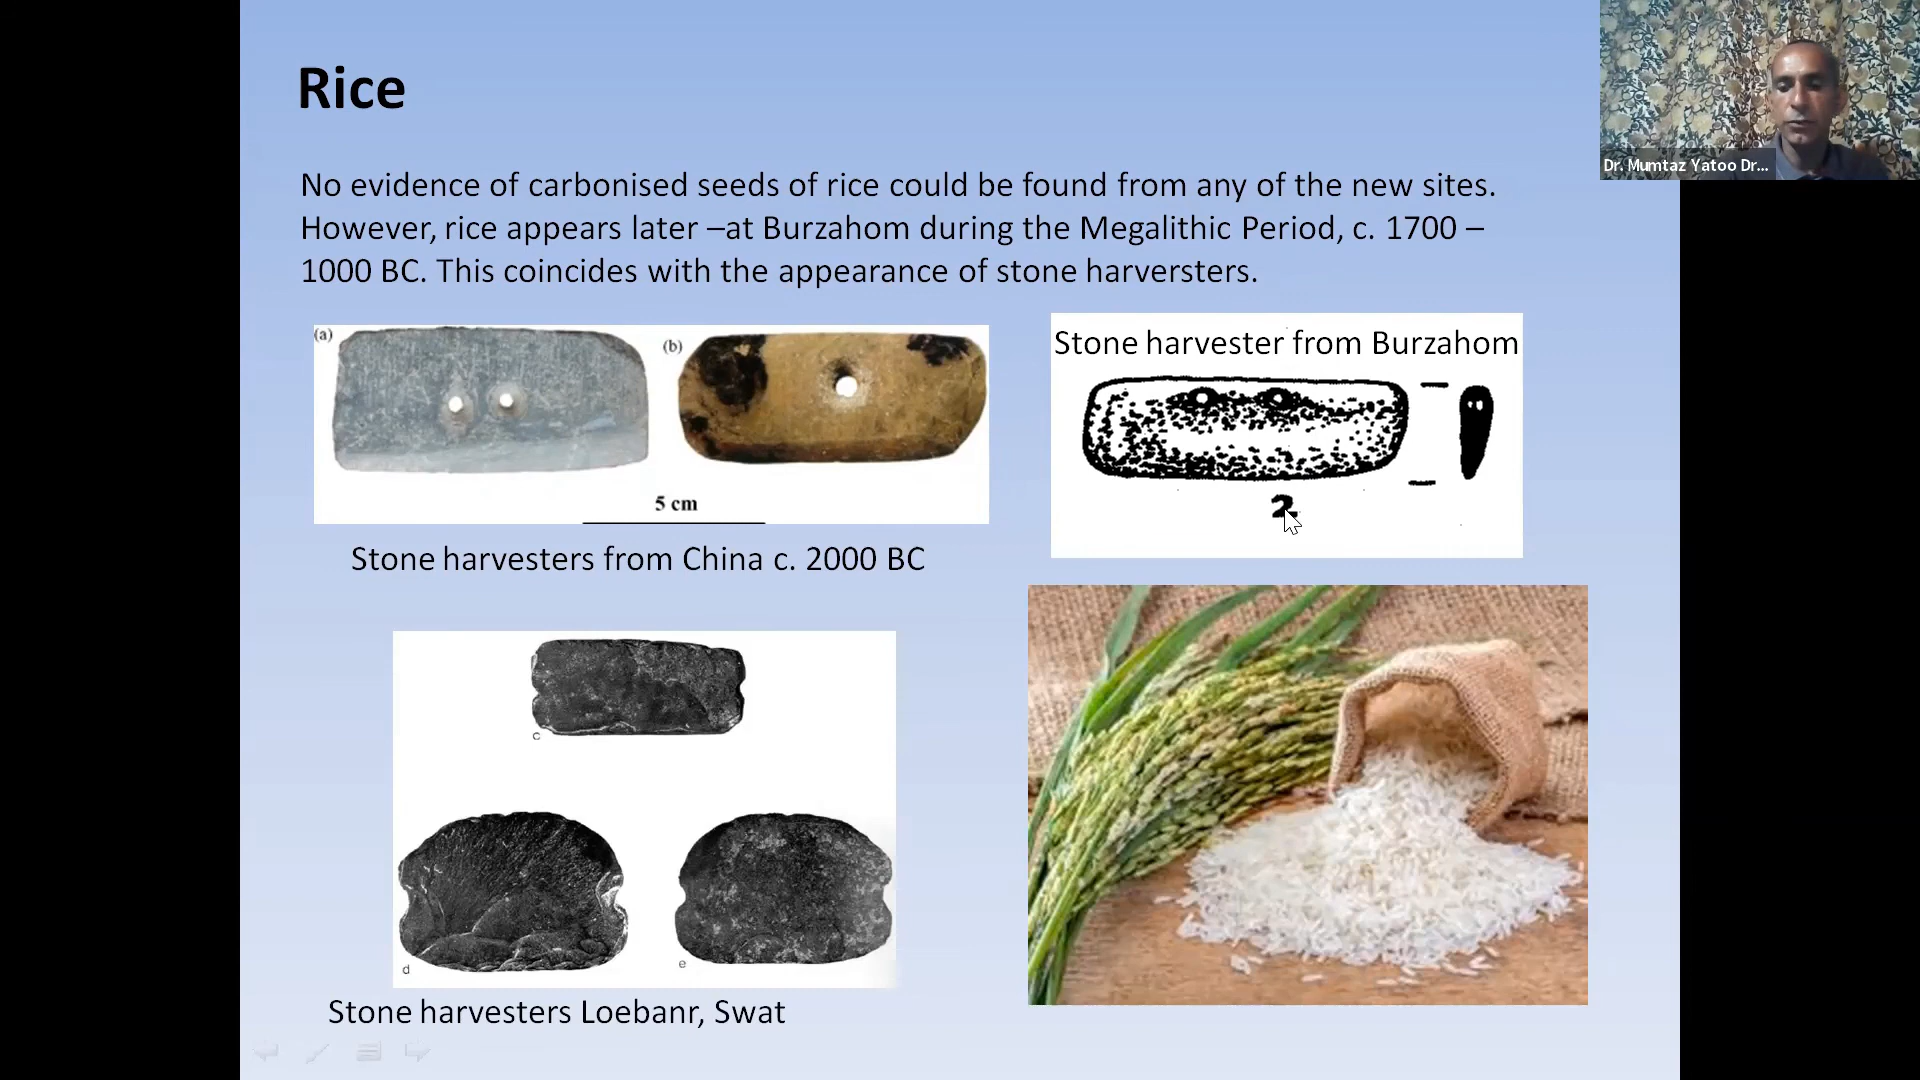 Rice
Dr. Mumtaz Yatoo Dr...
No evidence of carbonised seeds of rice could be found from any of the new sites.
However, rice appears later –at Burzahom during the Megalithic Period, c. 1700 –
1000 BC. This coincides with the appearance of stone harversters.
(a)
(b)
5 cm
Stone harvesters from China c. 2000 BC
Stone harvester from Burzahom
2
c
d
e
Stone harvesters Loebanr, Swat